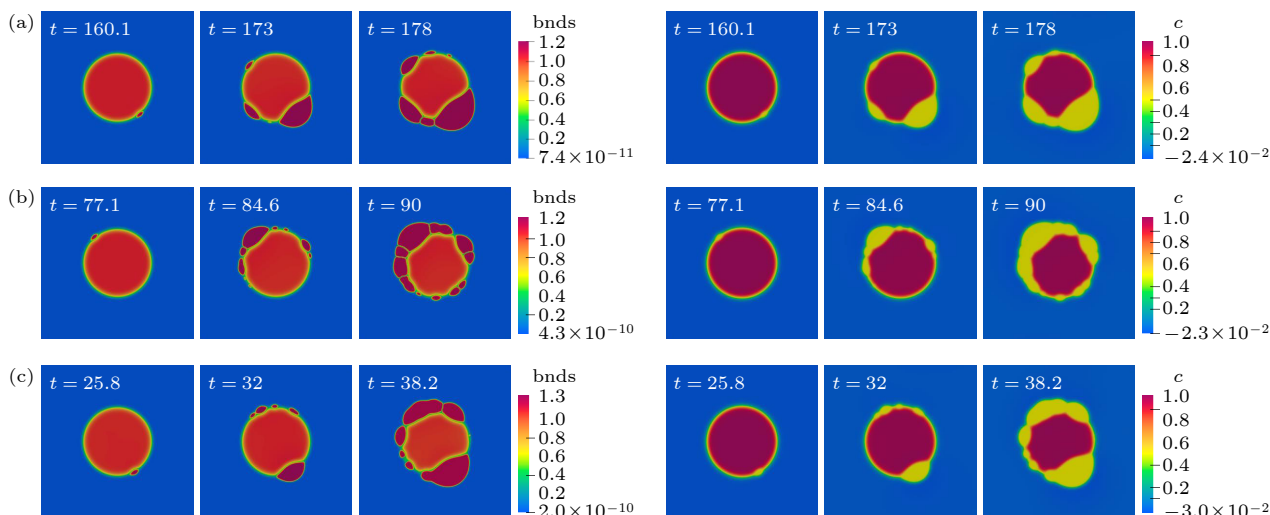 (a) t = 160.1 t = 173 t = 178 bnds 1.2 1.0 0.8 0.6 0.4 0.2 7.4×10⁻¹¹ t = 160.1 t = 173 t = 178 c 1.0 0.8 0.6 0.4 0.2 −2.4×10⁻²
(b) t = 77.1 t = 84.6 t = 90 bnds 1.2 1.0 0.8 0.6 0.4 0.2 4.3×10⁻¹⁰ t = 77.1 t = 84.6 t = 90 c 1.0 0.8 0.6 0.4 0.2 −2.3×10⁻²
(c) t = 25.8 t = 32 t = 38.2 bnds 1.3 1.0 0.8 0.6 0.4 0.2 2.0×10⁻¹⁰ t = 25.8 t = 32 t = 38.2 c 1.0 0.8 0.6 0.4 0.2 −3.0×10⁻²